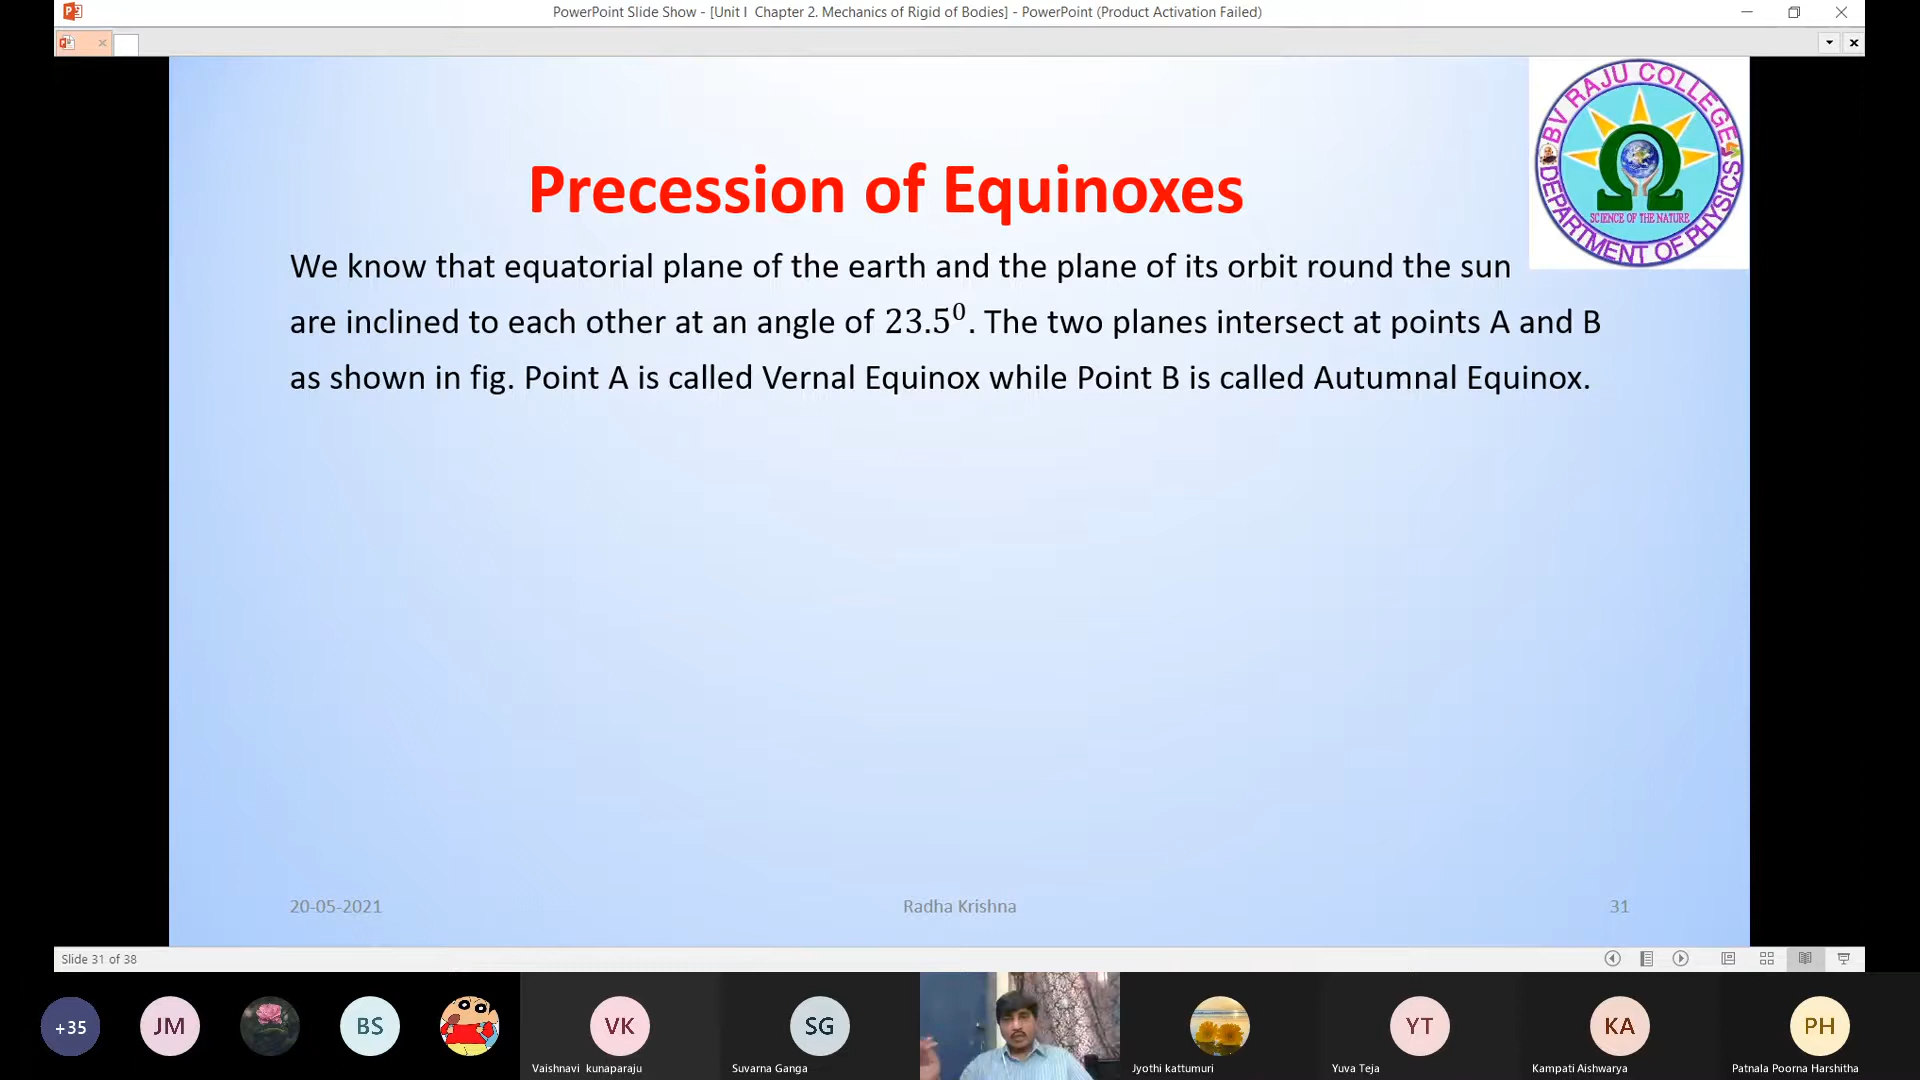 PowerPoint Slide Show - [Unit I  Chapter 2. Mechanics of Rigid of Bodies] - PowerPoint (Product Activation Failed)
BV RAJU COLLEGE
SCIENCE OF THE NATURE
DEPARTMENT OF PHYSICS
Precession of Equinoxes
We know that equatorial plane of the earth and the plane of its orbit round the sun
are inclined to each other at an angle of 23.5⁰. The two planes intersect at points A and B
as shown in fig. Point A is called Vernal Equinox while Point B is called Autumnal Equinox.
20-05-2021
Radha Krishna
31
Slide 31 of 38
+35
JM
BS
VK
SG
YT
KA
PH
Vaishnavi kunaparaju
Suvarna Ganga
Jyothi kattumuri
Yuva Teja
Kampati Aishwarya
Patnala Poorna Harshitha